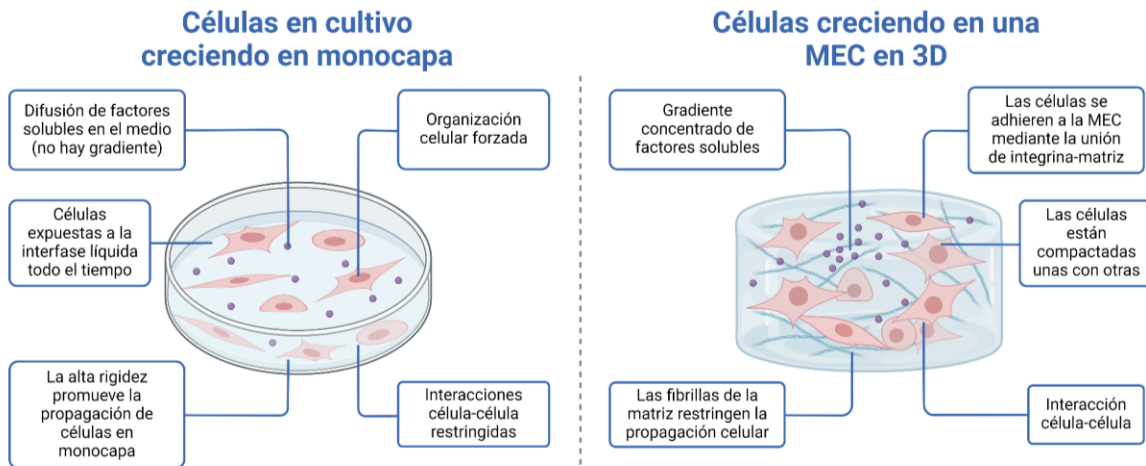 Células en cultivo
creciendo en monocapa
Difusión de factores
solubles en el medio
(no hay gradiente)
Organización
celular forzada
Células
expuestas a la
interfase líquida
todo el tiempo
La alta rigidez
promueve la
propagación de
células en
monocapa
Interacciones
célula-célula
restringidas
Células creciendo en una
MEC en 3D
Gradiente
concentrado de
factores solubles
Las células se
adhieren a la MEC
mediante la unión
de integrina-matriz
Las células
están
compactadas
unas con otras
Las fibrillas de la
matriz restringen la
propagación celular
Interacción
célula-célula